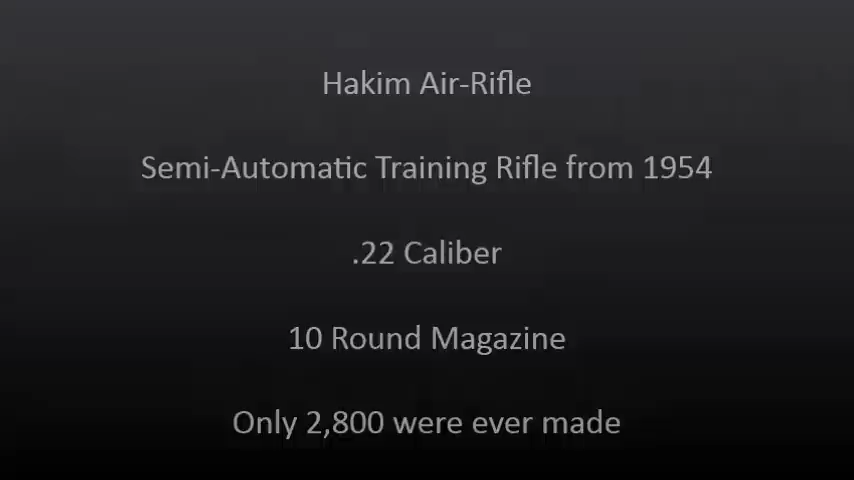 Hakim Air-Rifle
Semi-Automatic Training Rifle from 1954
.22 Caliber
10 Round Magazine
Only 2,800 were ever made